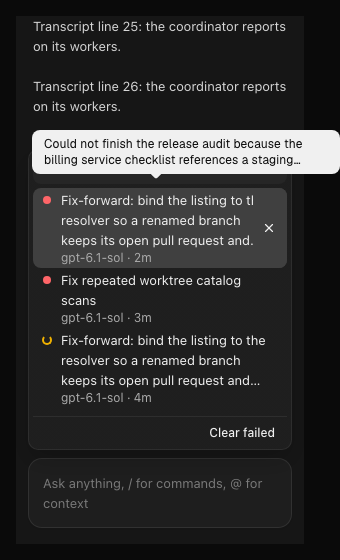 Transcript line 25: the coordinator reports
on its workers.
Transcript line 26: the coordinator reports
on its workers.
Could not finish the release audit because the
billing service checklist references a staging…
Fix-forward: bind the listing to tl
resolver so a renamed branch
keeps its open pull request and.
gpt-6.1-sol · 2m
Fix repeated worktree catalog
scans
gpt-6.1-sol · 3m
Fix-forward: bind the listing to the
resolver so a renamed branch
keeps its open pull request and…
gpt-6.1-sol · 4m
Clear failed
Ask anything, / for commands, @ for
context